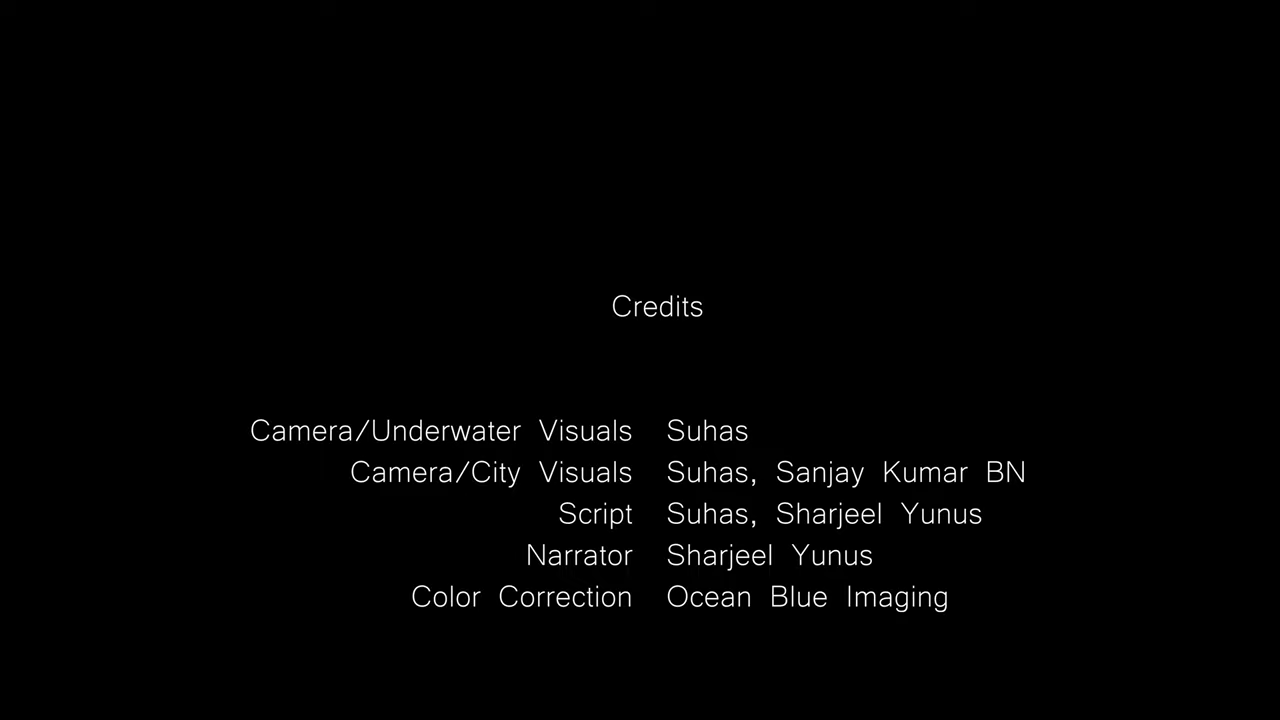 Credits
Camera/Underwater Visuals Suhas
Camera/City Visuals Suhas, Sanjay Kumar BN
Script Suhas, Sharjeel Yunus
Narrator Sharjeel Yunus
Color Correction Ocean Blue Imaging